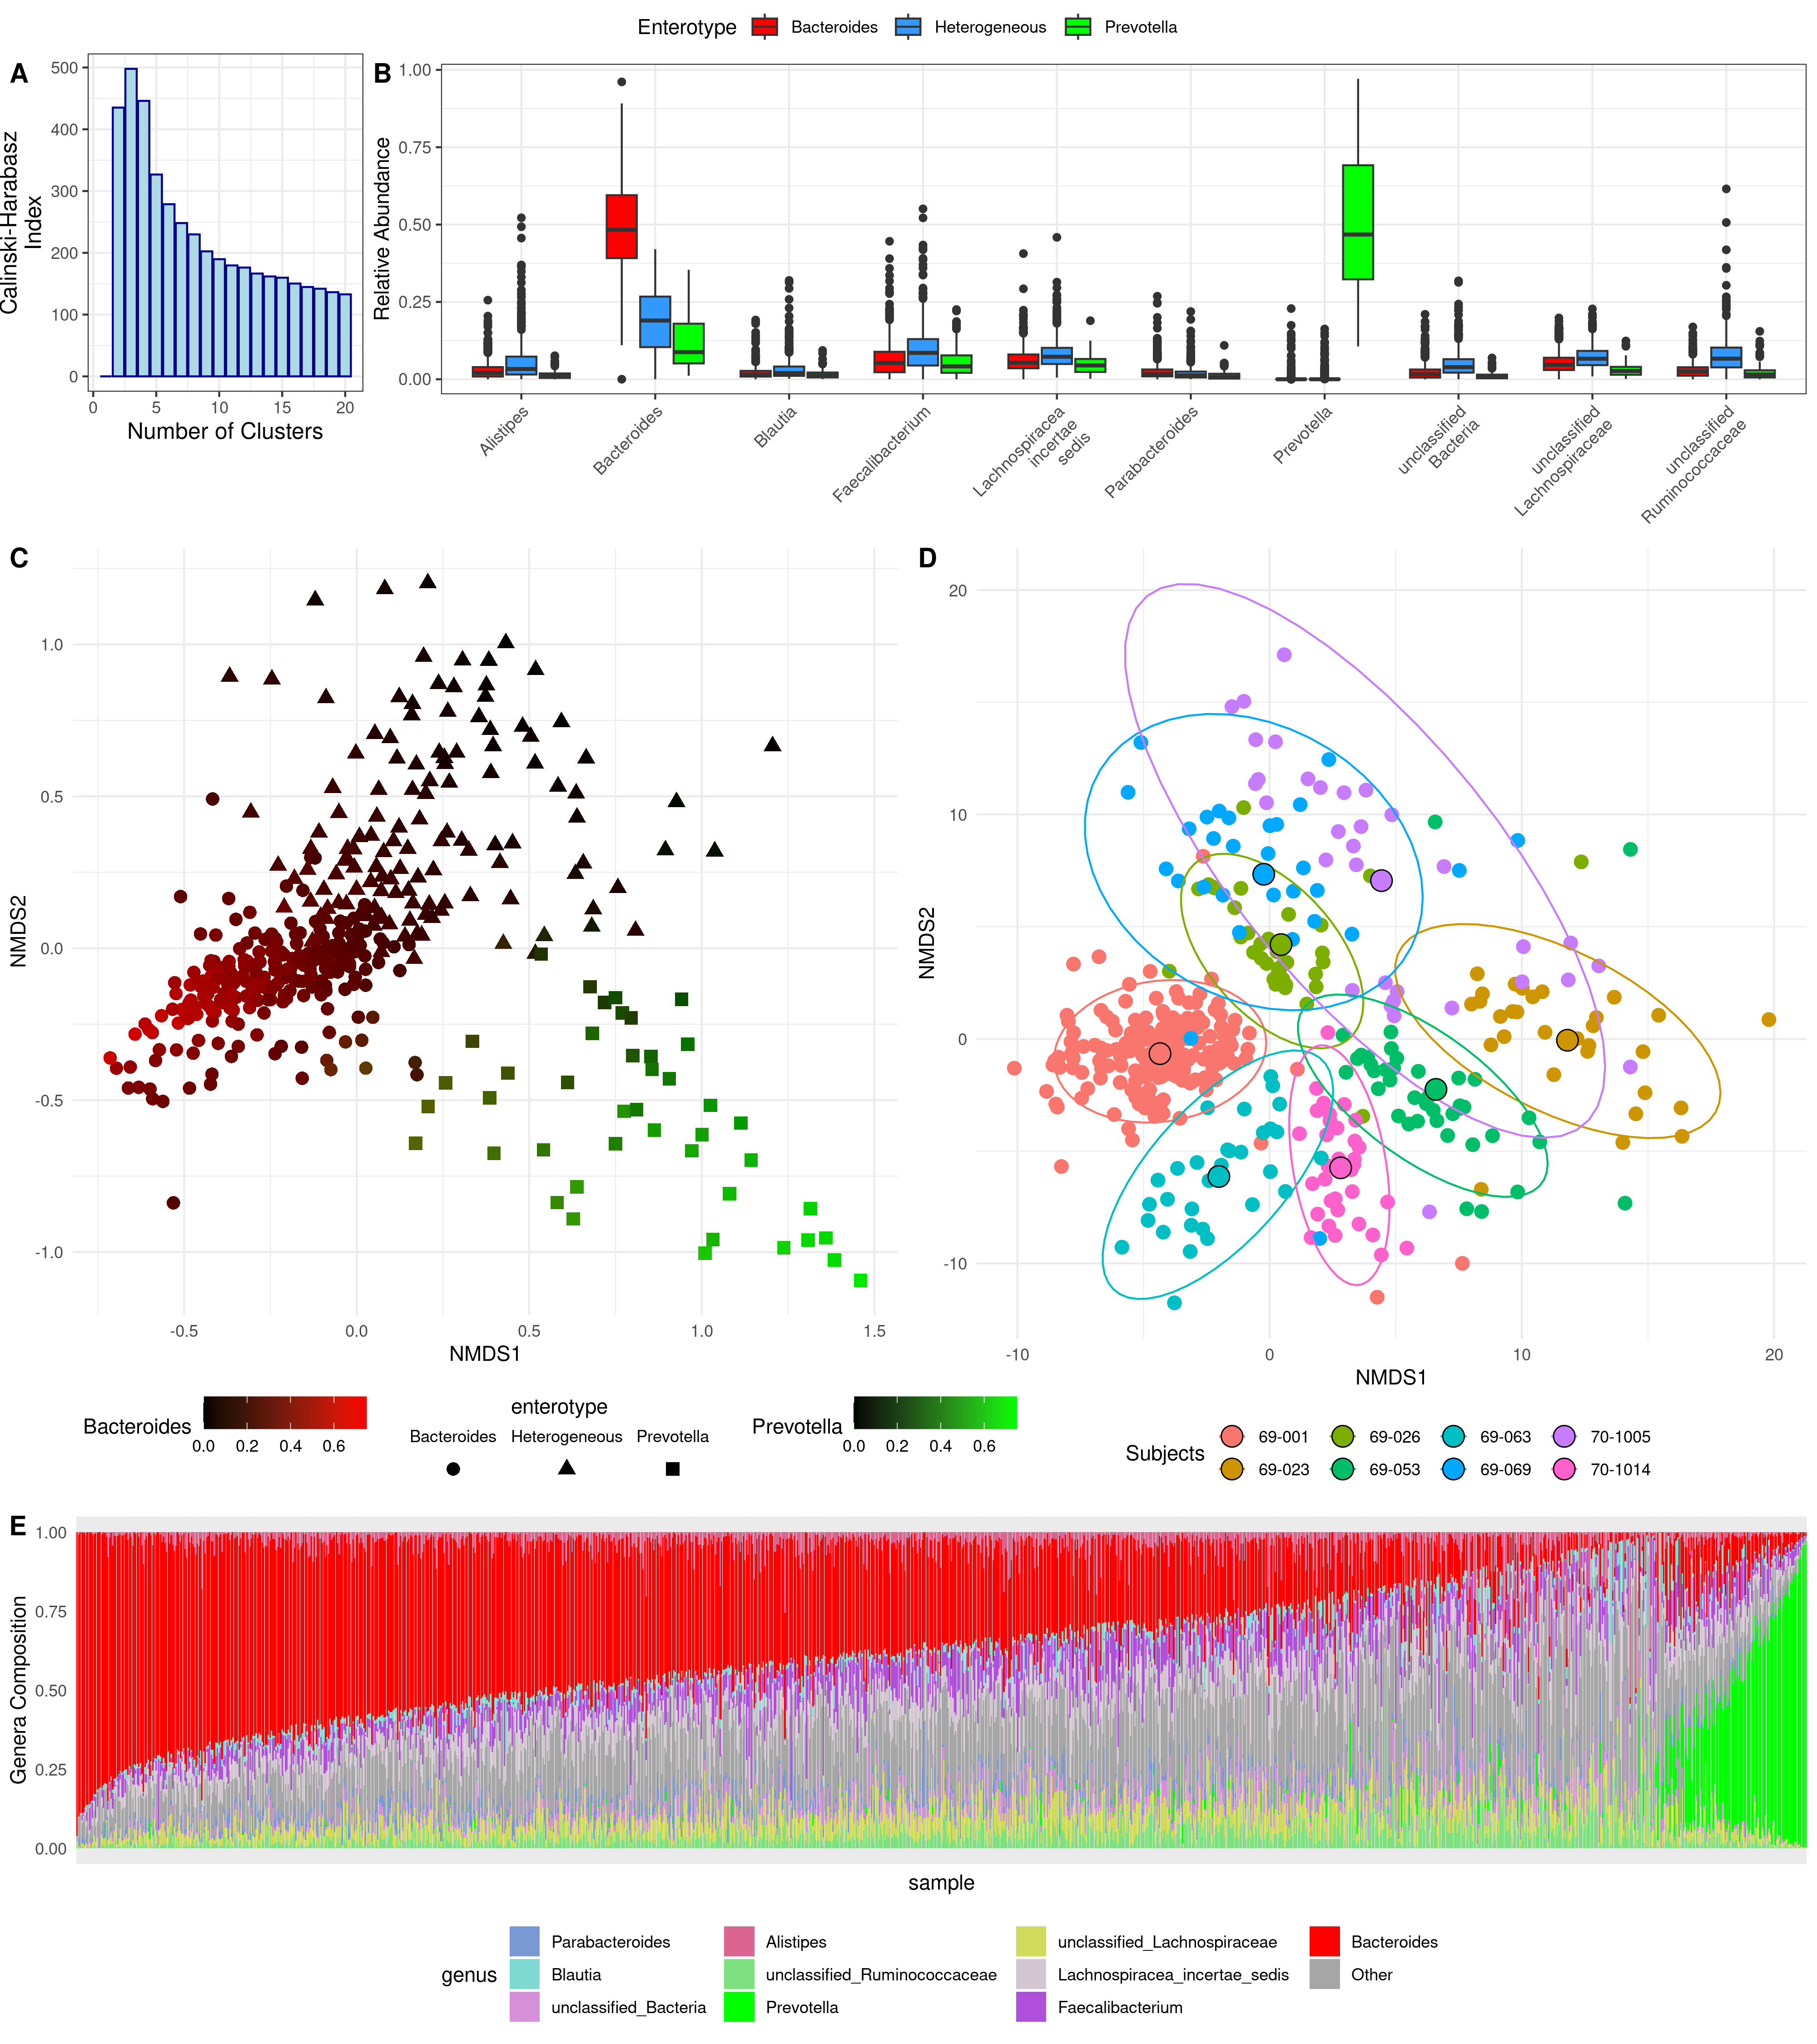 Enterotype Bacteroides Heterogeneous Prevotella
A
500
400
300
200
100
0
Calinski-Harabasz
Index
0 5 10 15 20
Number of Clusters
B
1.00
0.75
0.50
0.25
0.00
Relative Abundance
Alistipes
Bacteroides
Blautia
Faecalibacterium
Lachnospiracea
incertae
sedis
Parabacteroides
Prevotella
unclassified
Bacteria
unclassified
Lachnospiraceae
unclassified
Ruminococcaceae
C
1.0
0.5
0.0
-0.5
-1.0
NMDS2
-0.5 0.0 0.5 1.0 1.5
NMDS1
Bacteroides
0.0 0.2 0.4 0.6
enterotype
Bacteroides Heterogeneous Prevotella
Prevotella
0.0 0.2 0.4 0.6
D
20
10
0
-10
NMDS2
-10 0 10 20
NMDS1
Subjects
69-001 69-026 69-063 70-1005
69-023 69-053 69-069 70-1014
E
1.00
0.75
0.50
0.25
0.00
Genera Composition
sample
genus
Parabacteroides Alistipes unclassified_Lachnospiraceae Bacteroides
Blautia unclassified_Ruminococcaceae Lachnospiracea_incertae_sedis Other
unclassified_Bacteria Prevotella Faecalibacterium